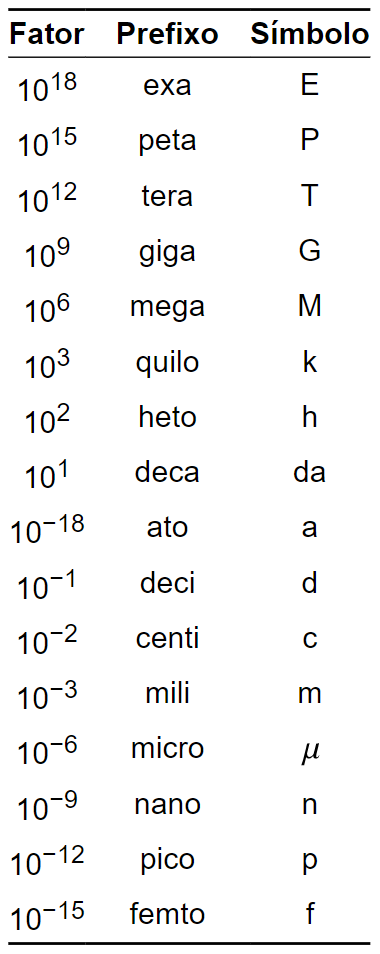 Fator Prefixo Símbolo
10^18 exa E
10^15 peta P
10^12 tera T
10^9 giga G
10^6 mega M
10^3 quilo k
10^2 heto h
10^1 deca da
10^−18 ato a
10^−1 deci d
10^−2 centi c
10^−3 mili m
10^−6 micro μ
10^−9 nano n
10^−12 pico p
10^−15 femto f